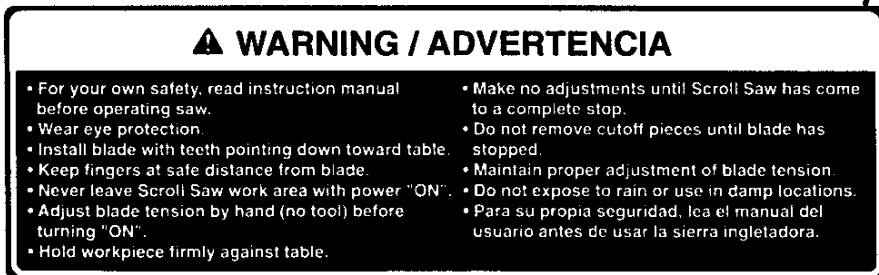 WARNING / ADVERTENCIA
• For your own safety, read instruction manual
before operating saw.
• Wear eye protection.
• Install blade with teeth pointing down toward table.
• Keep fingers at safe distance from blade.
• Never leave Scroll Saw work area with power "ON".
• Adjust blade tension by hand (no tool) before
turning "ON".
• Hold workpiece firmly against table.
• Make no adjustments until Scroll Saw has come
to a complete stop.
• Do not remove cutoff pieces until blade has
stopped.
• Maintain proper adjustment of blade tension.
• Do not expose to rain or use in damp locations.
• Para su propia seguridad, lea el manual del
usuario antes de usar la sierra ingletadora.